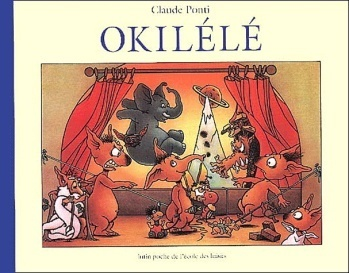 Claude Ponti
OKILÉLÉ
lutin poche de l'école des loisirs